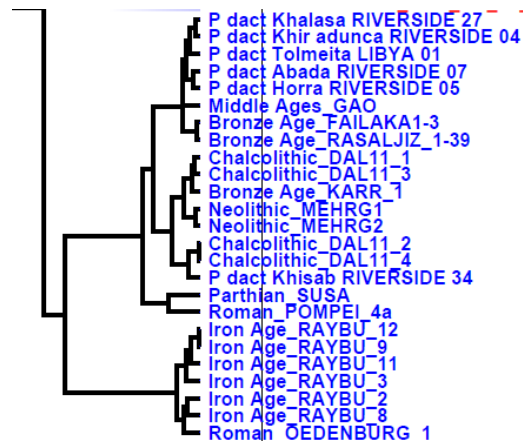 P dact Khalasa RIVERSIDE 27
P dact Khir adunca RIVERSIDE 04
P dact Tolmeita LIBYA 01
P dact Abada RIVERSIDE 07
P dact Horra RIVERSIDE 05
Middle Ages_GAO
Bronze Age_FAILAKA1-3
Bronze Age_RASALJIZ_1-39
Chalcolithic_DAL11_1
Chalcolithic_DAL11_3
Bronze Age_KARR_1
Neolithic_MEHRG1
Neolithic_MEHRG2
Chalcolithic_DAL11_2
Chalcolithic_DAL11_4
P dact Khisab RIVERSIDE 34
Parthian_SUSA
Roman_POMPEI_4a
Iron Age_RAYBU_12
Iron Age_RAYBU_9
Iron Age_RAYBU_11
Iron Age_RAYBU_3
Iron Age_RAYBU_2
Iron Age_RAYBU_8
Roman_OEDENBURG_1